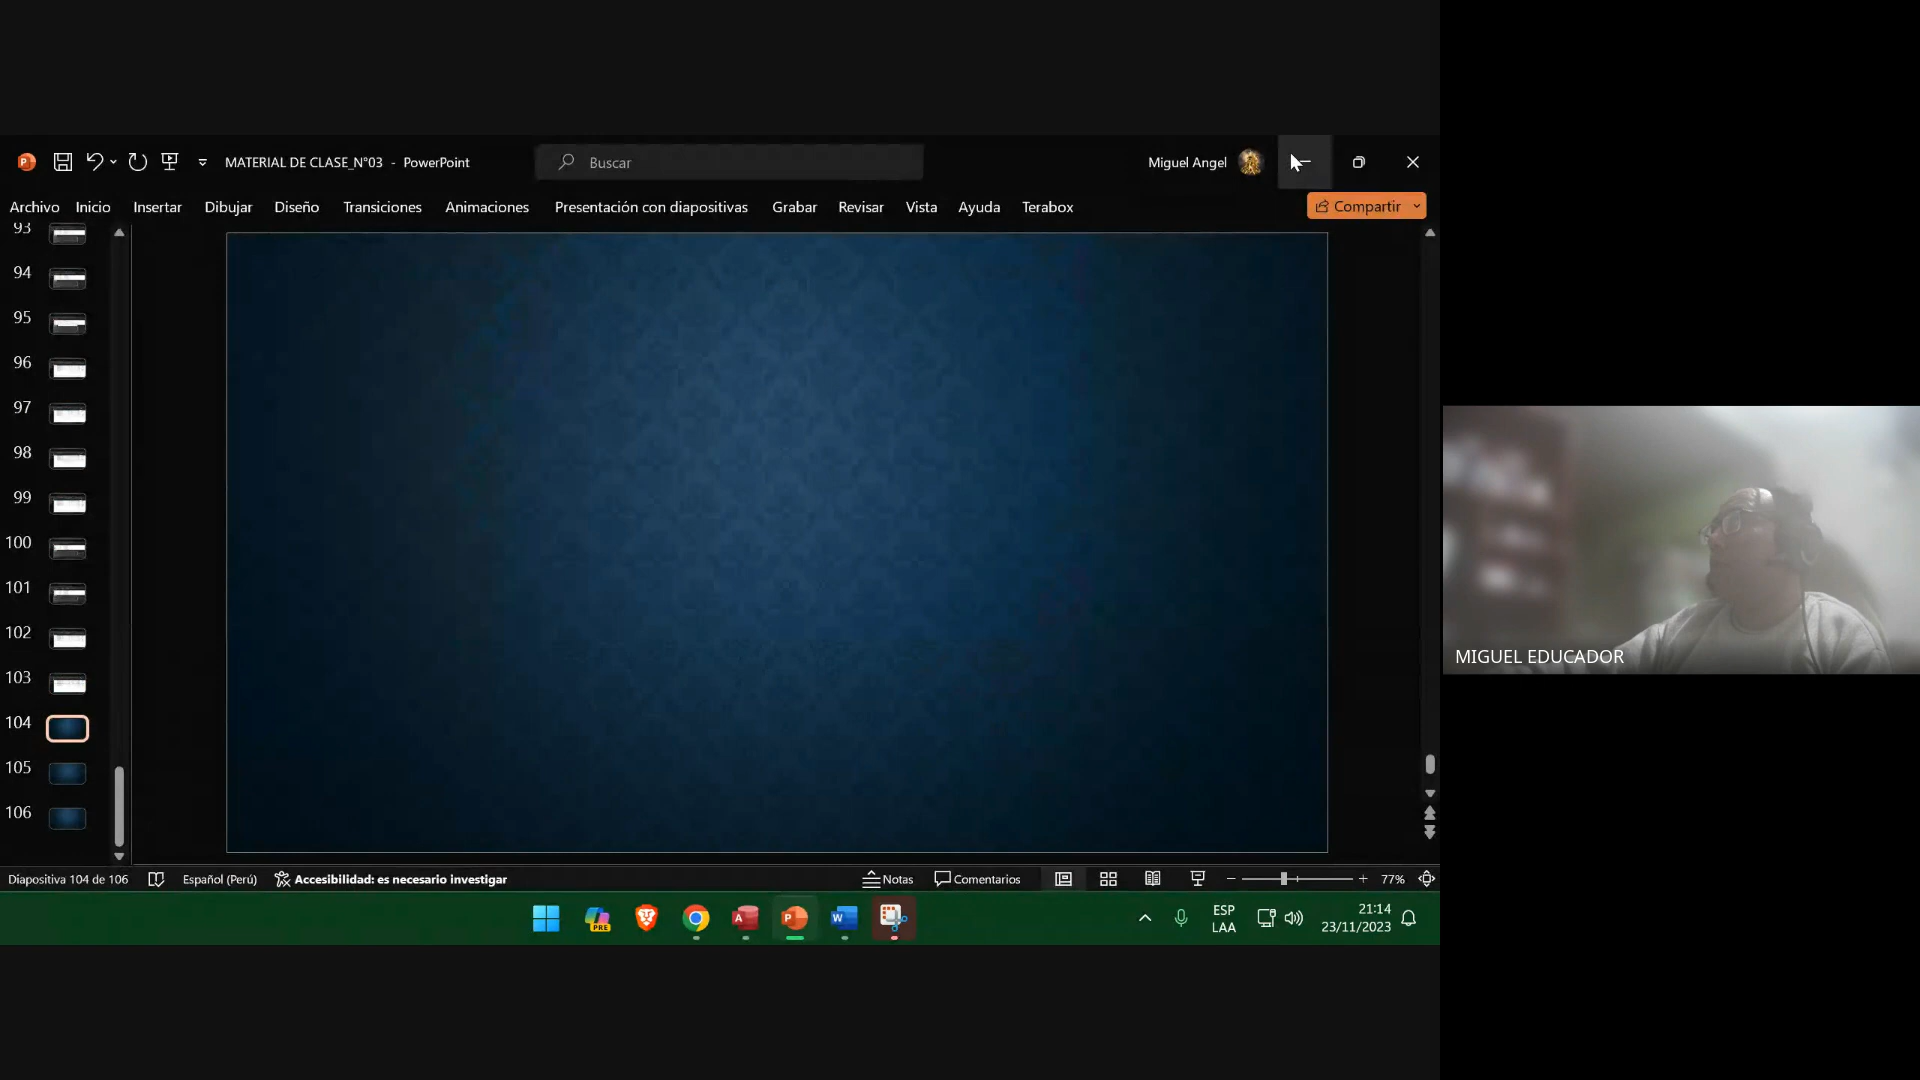 MATERIAL DE CLASE_N°03 - PowerPoint
Buscar
Miguel Angel
Archivo Inicio Insertar Dibujar Diseño Transiciones Animaciones Presentación con diapositivas Grabar Revisar Vista Ayuda Terabox
Compartir
93
94
95
96
97
98
99
100
101
102
103
104
105
106
MIGUEL EDUCADOR
Diapositiva 104 de 106 Español (Perú) Accesibilidad: es necesario investigar Notas Comentarios 77%
PRE
ESP
LAA
21:14
23/11/2023